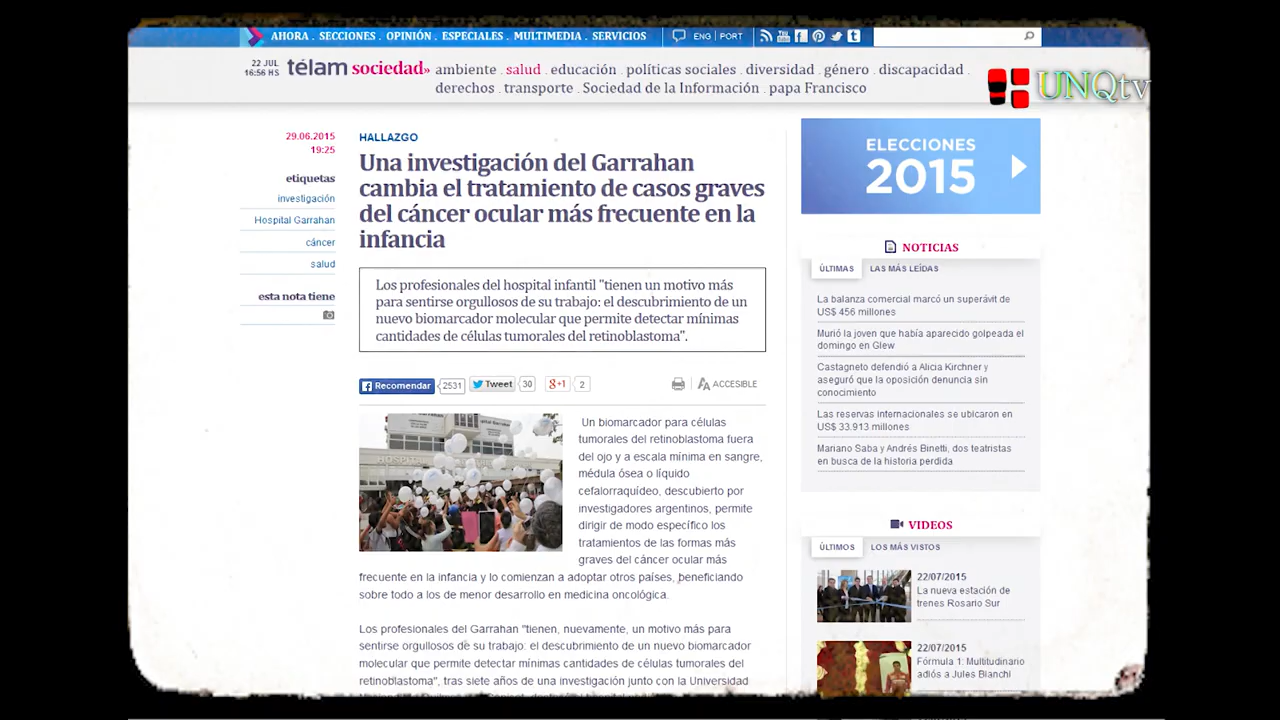 AHORA . SECCIONES . OPINIÓN . ESPECIALES . MULTIMEDIA . SERVICIOS
ENG | PORT
22 JUL
16:56 HS
télam sociedad»
ambiente . salud . educación . políticas sociales . diversidad . género . discapacidad .
derechos . transporte . Sociedad de la Información . papa Francisco
UNQtv
29.06.2015
19:25
etiquetas
investigación
Hospital Garrahan
cáncer
salud
esta nota tiene
HALLAZGO
Una investigación del Garrahan
cambia el tratamiento de casos graves
del cáncer ocular más frecuente en la
infancia
Los profesionales del hospital infantil "tienen un motivo más
para sentirse orgullosos de su trabajo: el descubrimiento de un
nuevo biomarcador molecular que permite detectar mínimas
cantidades de células tumorales del retinoblastoma".
Recomendar 2531 Tweet 30 g+1 2
AA ACCESIBLE
Un biomarcador para células
tumorales del retinoblastoma fuera
del ojo y a escala mínima en sangre,
médula ósea o líquido
cefalorraquídeo, descubierto por
investigadores argentinos, permite
dirigir de modo específico los
tratamientos de las formas más
graves del cáncer ocular más
frecuente en la infancia y lo comienzan a adoptar otros países, beneficiando
sobre todo a los de menor desarrollo en medicina oncológica.
Los profesionales del Garrahan "tienen, nuevamente, un motivo más para
sentirse orgullosos de su trabajo: el descubrimiento de un nuevo biomarcador
molecular que permite detectar mínimas cantidades de células tumorales del
retinoblastoma", tras siete años de una investigación junto con la Universidad
ELECCIONES
2015
NOTICIAS
ÚLTIMAS LAS MÁS LEÍDAS
La balanza comercial marcó un superávit de
US$ 456 millones
Murió la joven que había aparecido golpeada el
domingo en Glew
Castagneto defendió a Alicia Kirchner y
aseguró que la oposición denuncia sin
conocimiento
Las reservas internacionales se ubicaron en
US$ 33.913 millones
Mariano Saba y Andrés Binetti, dos teatristas
en busca de la historia perdida
VIDEOS
ÚLTIMOS LOS MÁS VISTOS
22/07/2015
La nueva estación de
trenes Rosario Sur
22/07/2015
Fórmula 1: Multitudinario
adiós a Jules Bianchi